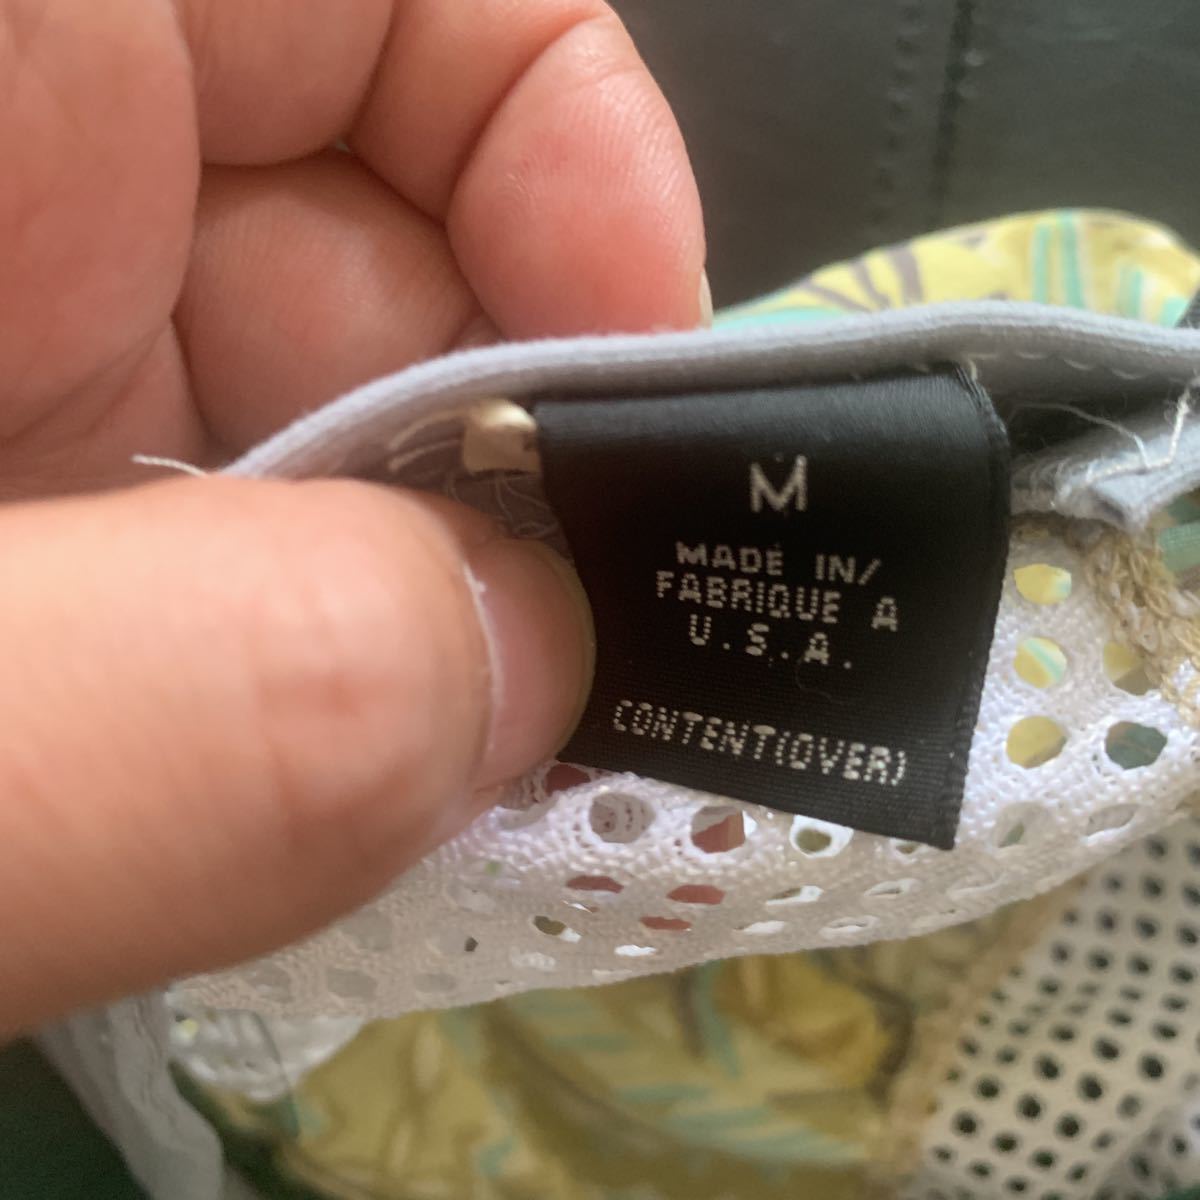 M
MADE IN/
FABRIQUE A
U.S.A.
CONTENT(OVER)